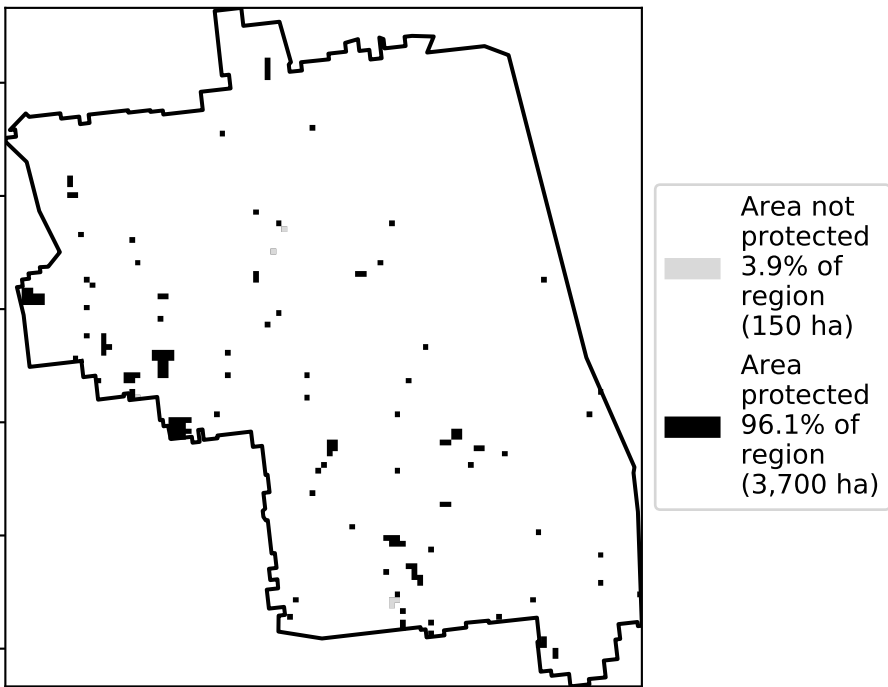 Area not
protected
3.9% of
region
(150 ha)
Area
protected
96.1% of
region
(3,700 ha)